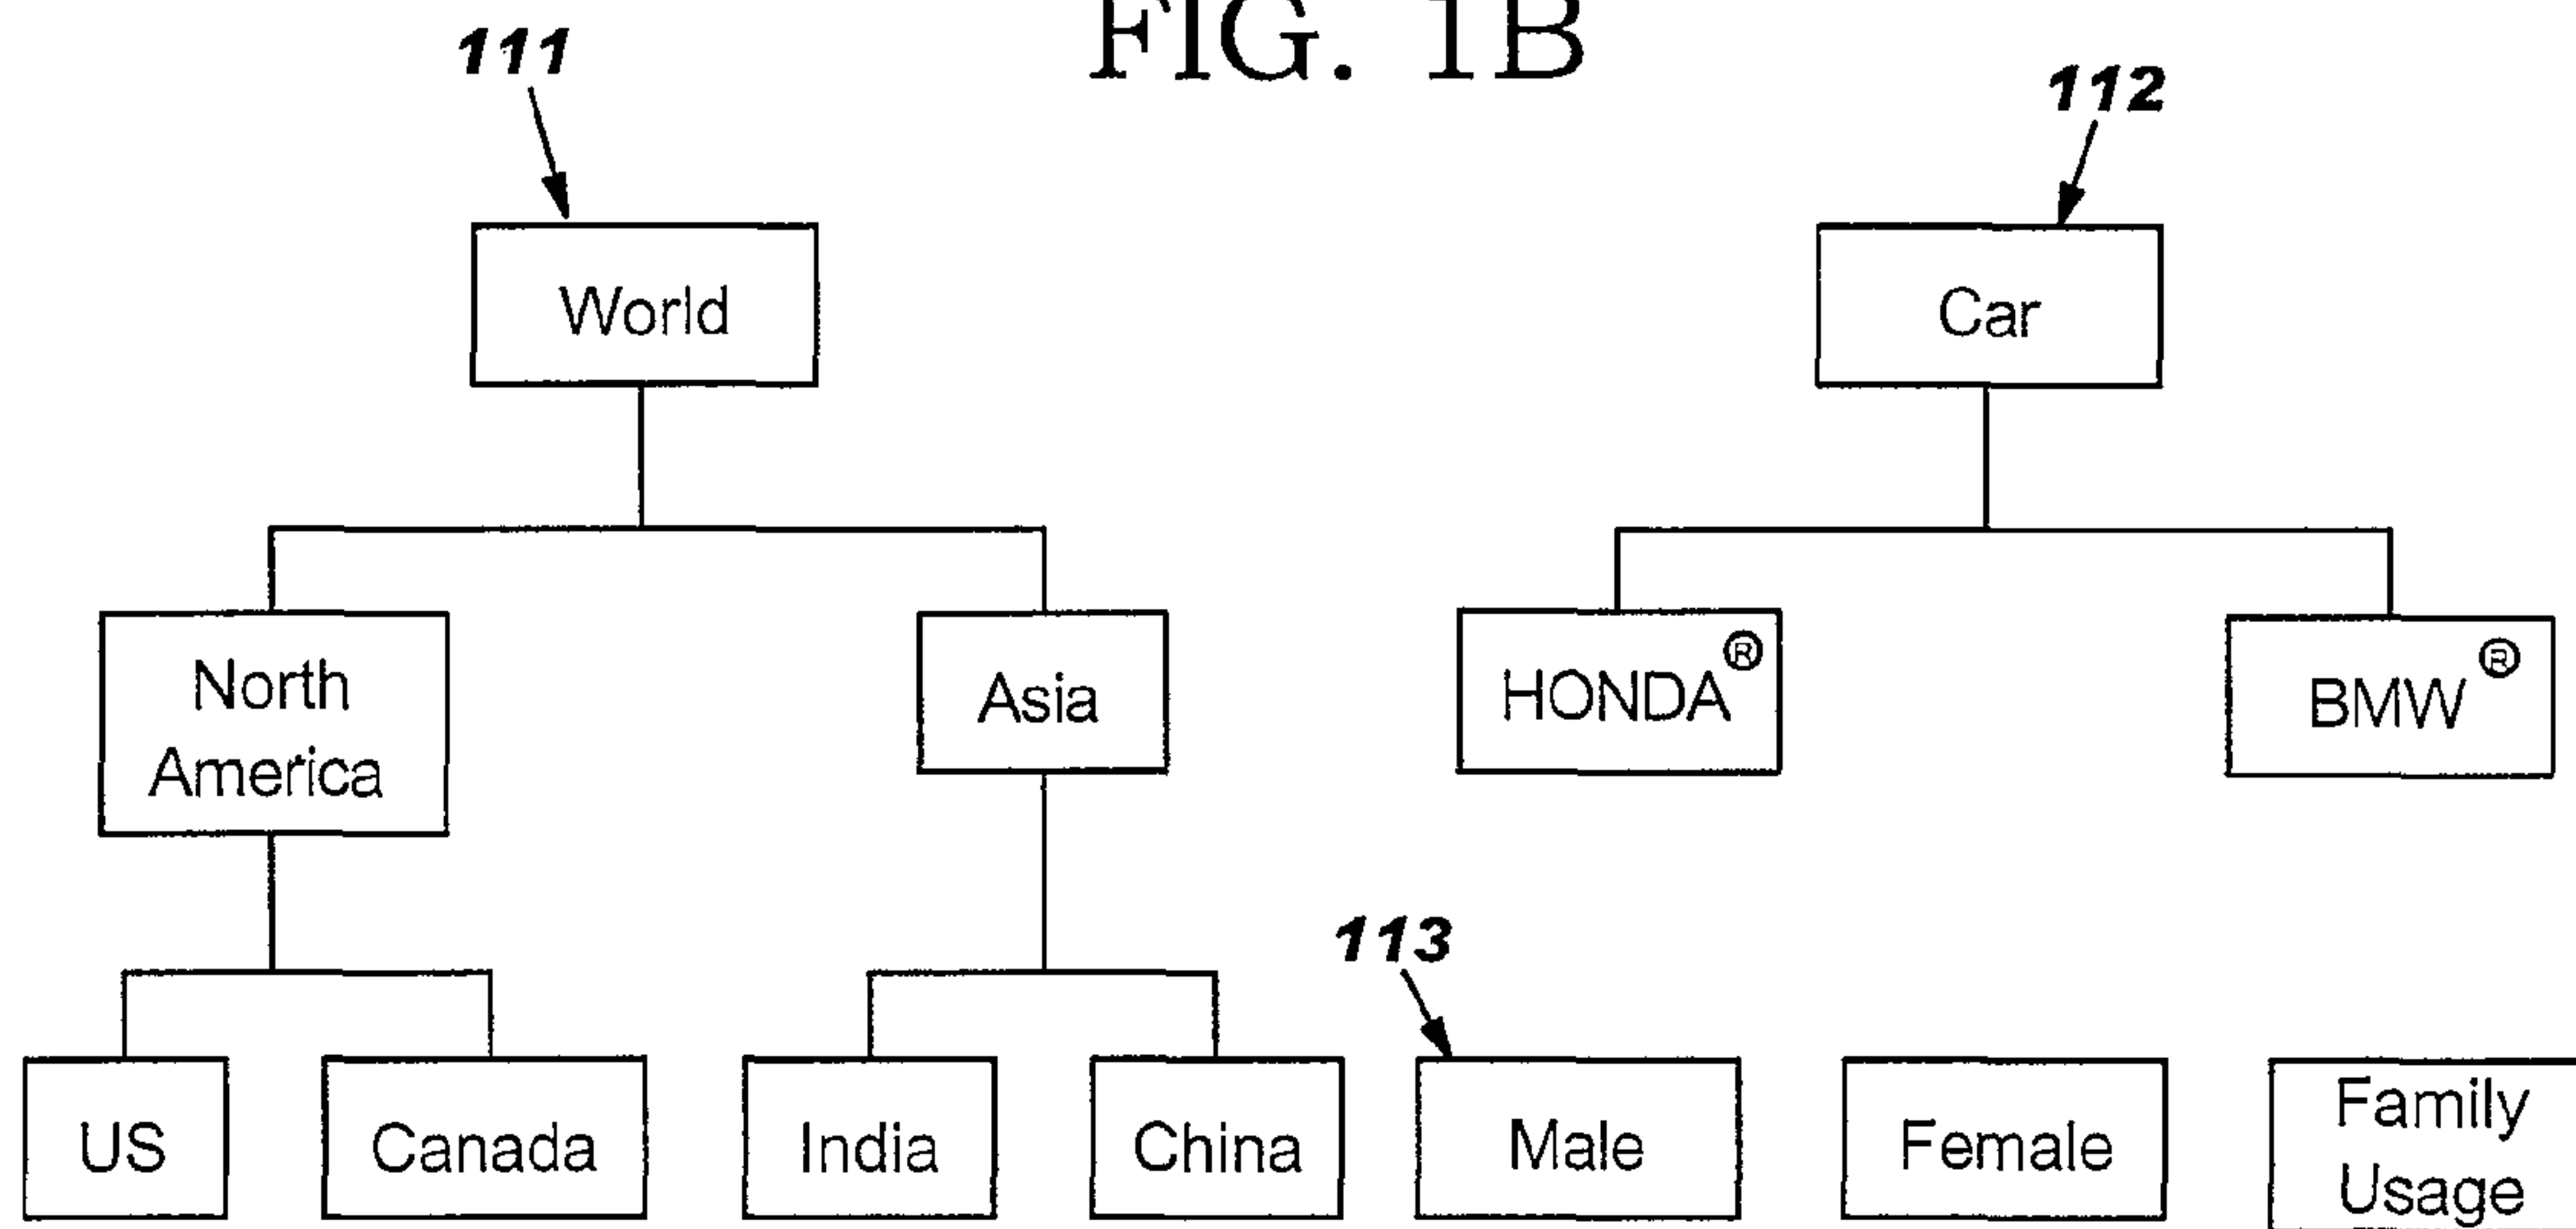 FIG. 1B
111
112
World
Car
North
America
Asia
HONDA®
BMW®
113
US
Canada
India
China
Male
Female
Family
Usage